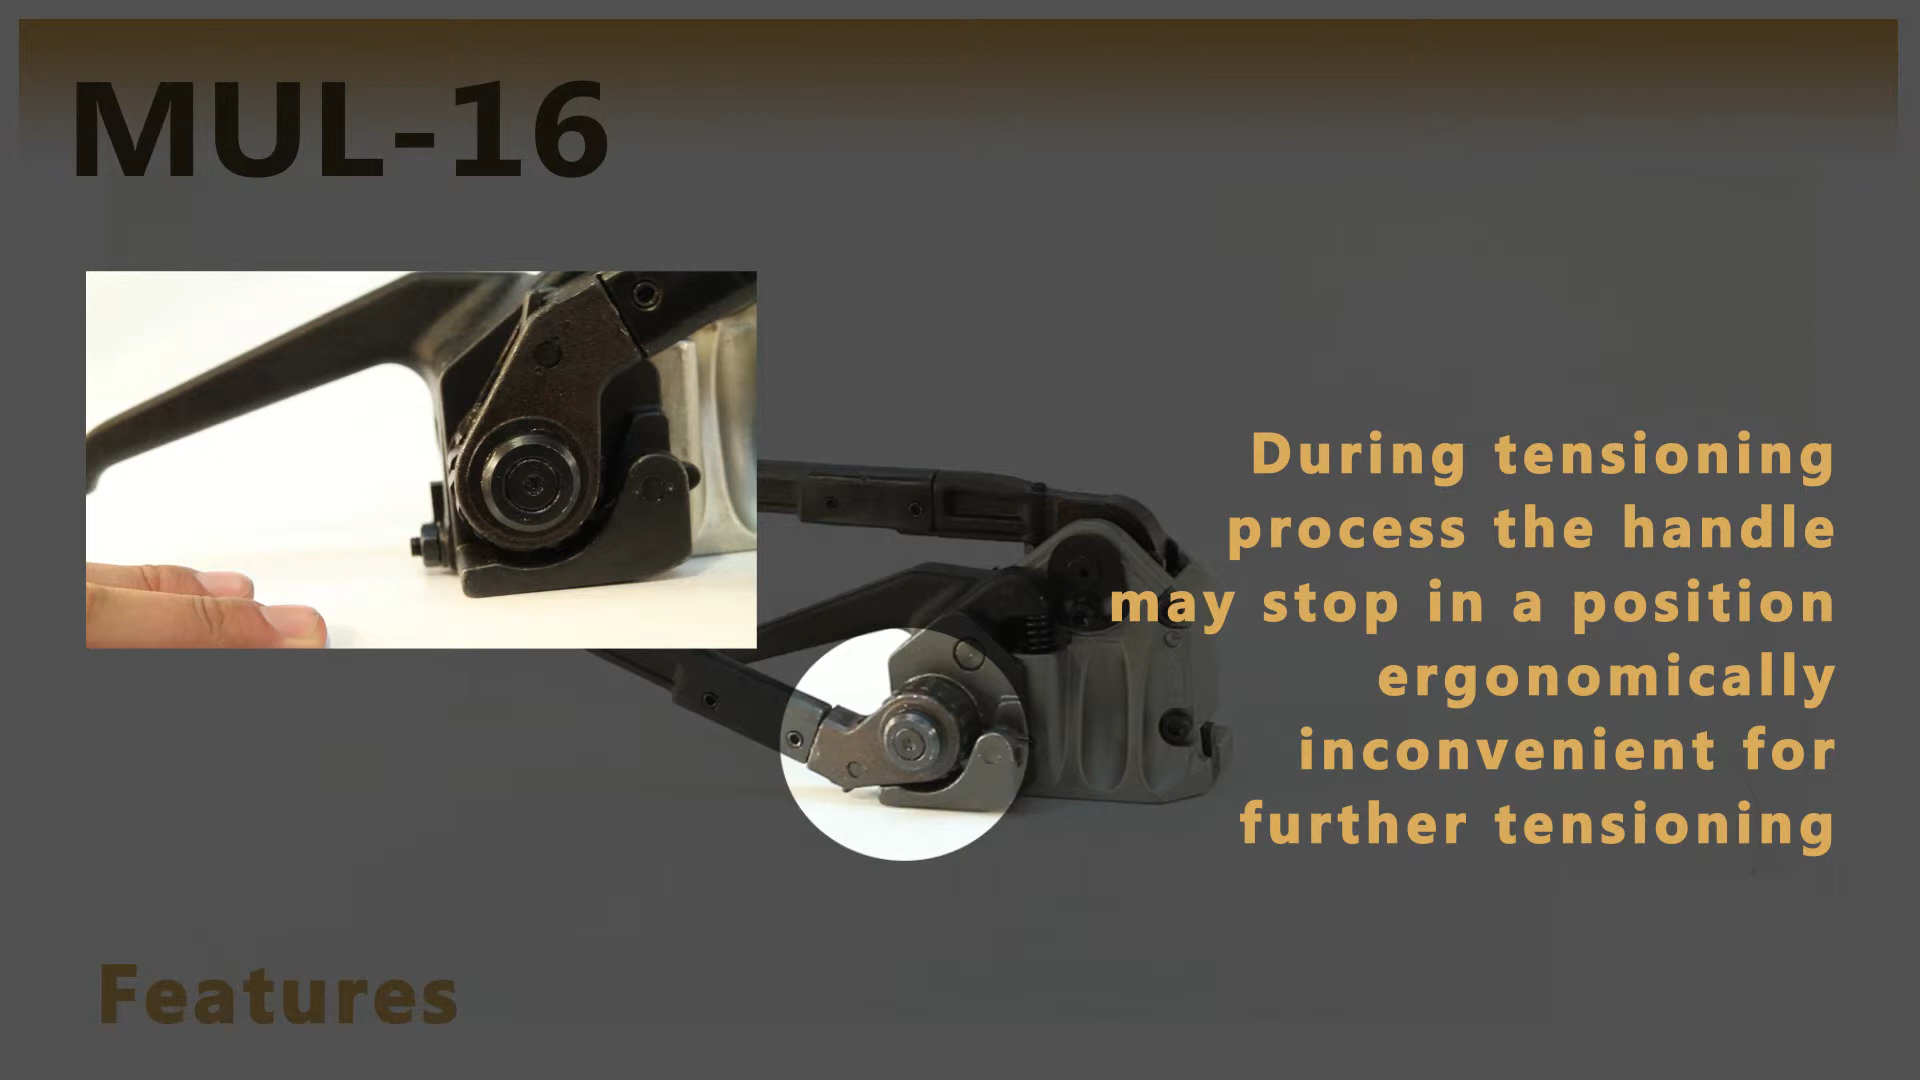 MUL-16
During tensioning
process the handle
may stop in a position
ergonomically
inconvenient for
further tensioning
Features